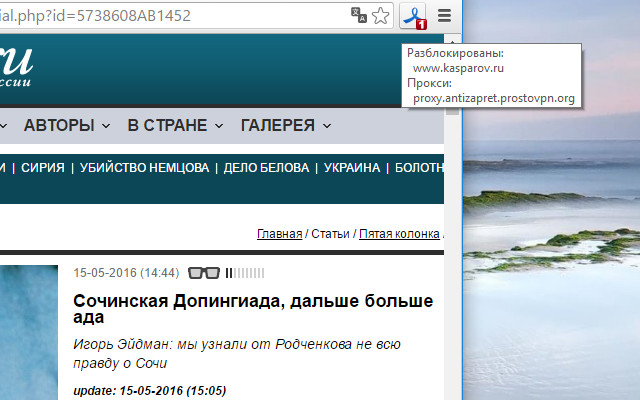 ial.php?id=5738608AB1452
1
Разблокированы:
www.kasparov.ru
Прокси:
proxy.antizapret.prostovpn.org
ru
ссии
АВТОРЫ
В СТРАНЕ
ГАЛЕРЕЯ
И | СИРИЯ | УБИЙСТВО НЕМЦОВА | ДЕЛО БЕЛОВА | УКРАИНА | БОЛОТН
Главная / Статьи / Пятая колонка /
15-05-2016 (14:44)
Сочинская Допингиада, дальше больше
ада
Игорь Эйдман: мы узнали от Родченкова не всю
правду о Сочи
update: 15-05-2016 (15:05)